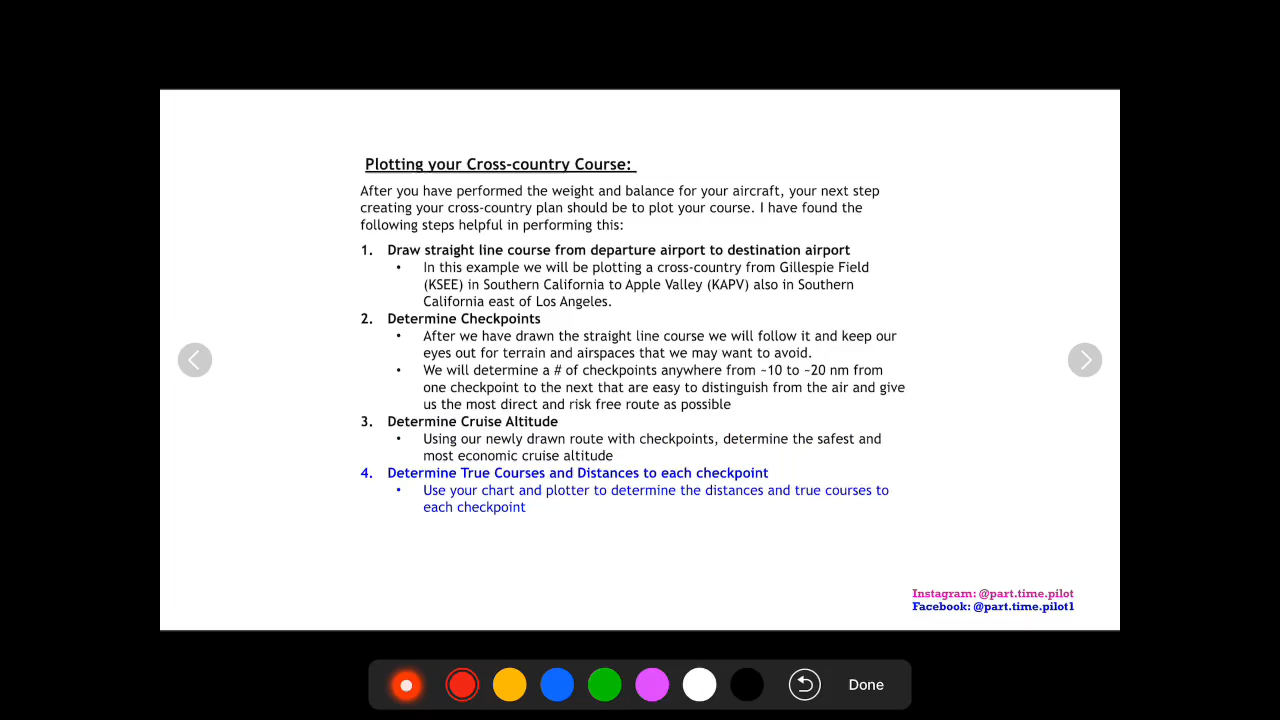 Plotting your Cross-country Course:
After you have performed the weight and balance for your aircraft, your next step
creating your cross-country plan should be to plot your course. I have found the
following steps helpful in performing this:
1. Draw straight line course from departure airport to destination airport
• In this example we will be plotting a cross-country from Gillespie Field
(KSEE) in Southern California to Apple Valley (KAPV) also in Southern
California east of Los Angeles.
2. Determine Checkpoints
• After we have drawn the straight line course we will follow it and keep our
eyes out for terrain and airspaces that we may want to avoid.
• We will determine a # of checkpoints anywhere from ~10 to ~20 nm from
one checkpoint to the next that are easy to distinguish from the air and give
us the most direct and risk free route as possible
3. Determine Cruise Altitude
• Using our newly drawn route with checkpoints, determine the safest and
most economic cruise altitude
4. Determine True Courses and Distances to each checkpoint
• Use your chart and plotter to determine the distances and true courses to
each checkpoint
Instagram: @part.time.pilot
Facebook: @part.time.pilot1
Done